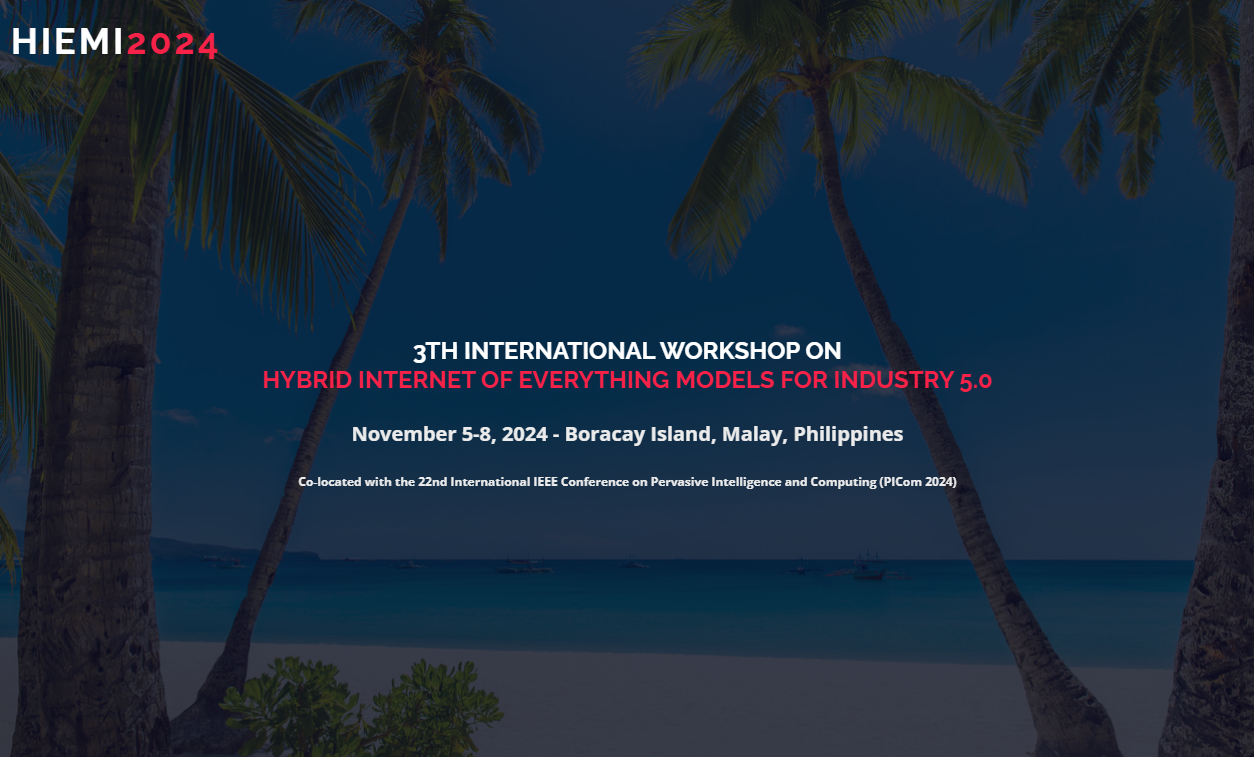 HIEMI2024
3TH INTERNATIONAL WORKSHOP ON
HYBRID INTERNET OF EVERYTHING MODELS FOR INDUSTRY 5.0
November 5-8, 2024 - Boracay Island, Malay, Philippines
Co-located with the 22nd International IEEE Conference on Pervasive Intelligence and Computing (PICom 2024)